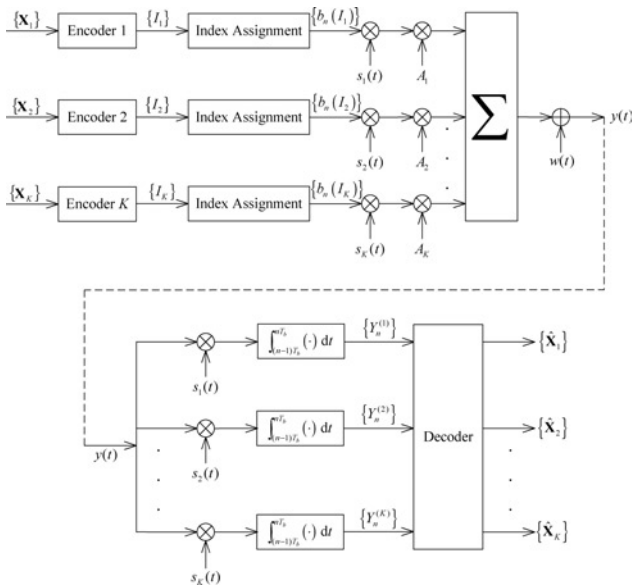 {X₁} Encoder 1 {I₁} Index Assignment {bₙ(I₁)}
s₁(t) A₁
{X₂} Encoder 2 {I₂} Index Assignment {bₙ(I₂)}
s₂(t) A₂
∑ y(t)
w(t)
{X_K} Encoder K {I_K} Index Assignment {bₙ(I_K)}
s_K(t) A_K
∫_{(n−1)T_b}^{nT_b} (·) dt {Yₙ^{(1)}} {X̂₁}
s₁(t)
∫_{(n−1)T_b}^{nT_b} (·) dt {Yₙ^{(2)}} Decoder {X̂₂}
y(t) s₂(t)
∫_{(n−1)T_b}^{nT_b} (·) dt {Yₙ^{(K)}} {X̂_K}
s_K(t)